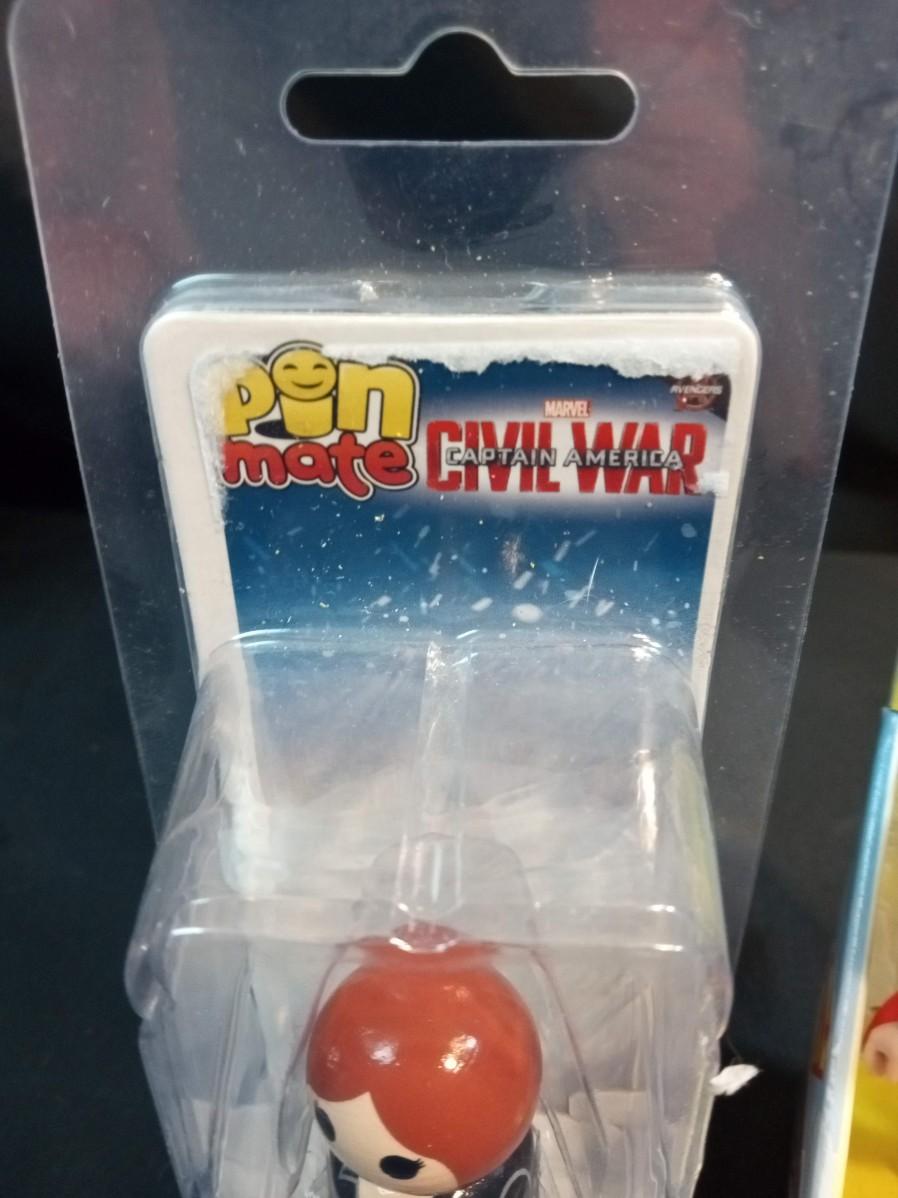 Pin
mate
AVENGERS
MARVEL
CIVIL WAR
CAPTAIN AMERICA